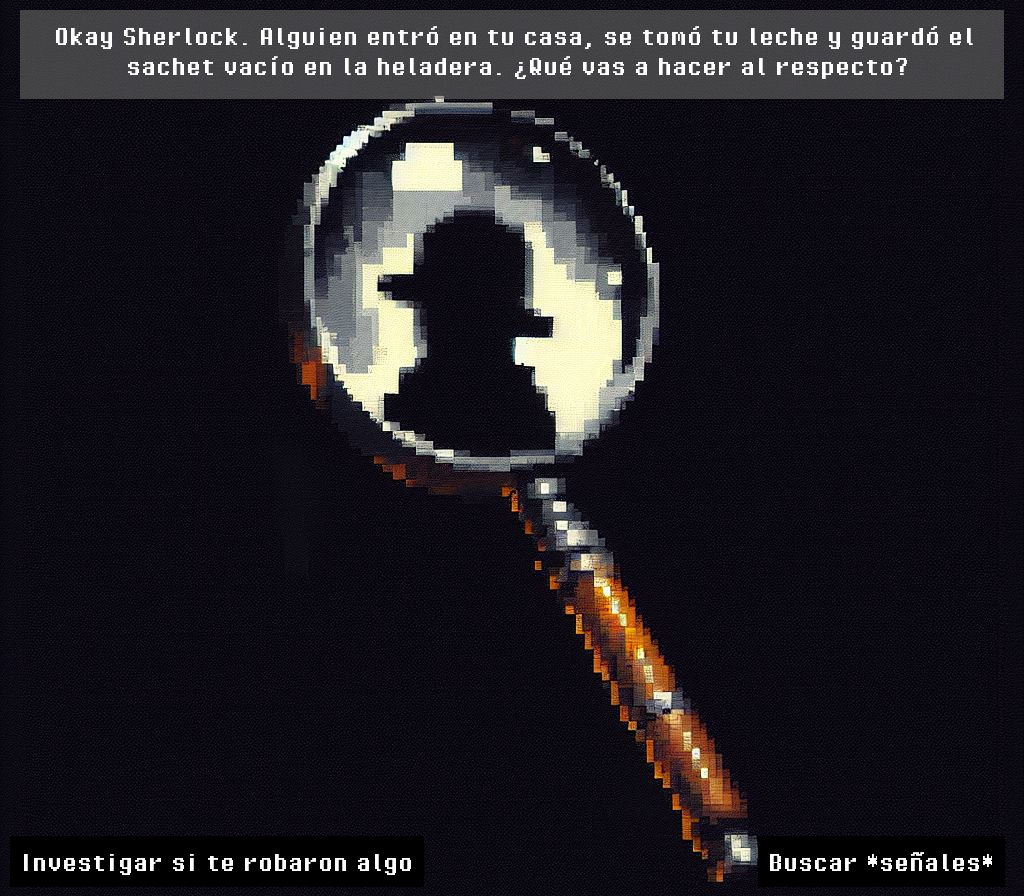 Okay Sherlock. Alguien entró en tu casa, se tomó tu leche y guardó el
sachet vacío en la heladera. ¿Qué vas a hacer al respecto?
Investigar si te robaron algo
Buscar *señales*